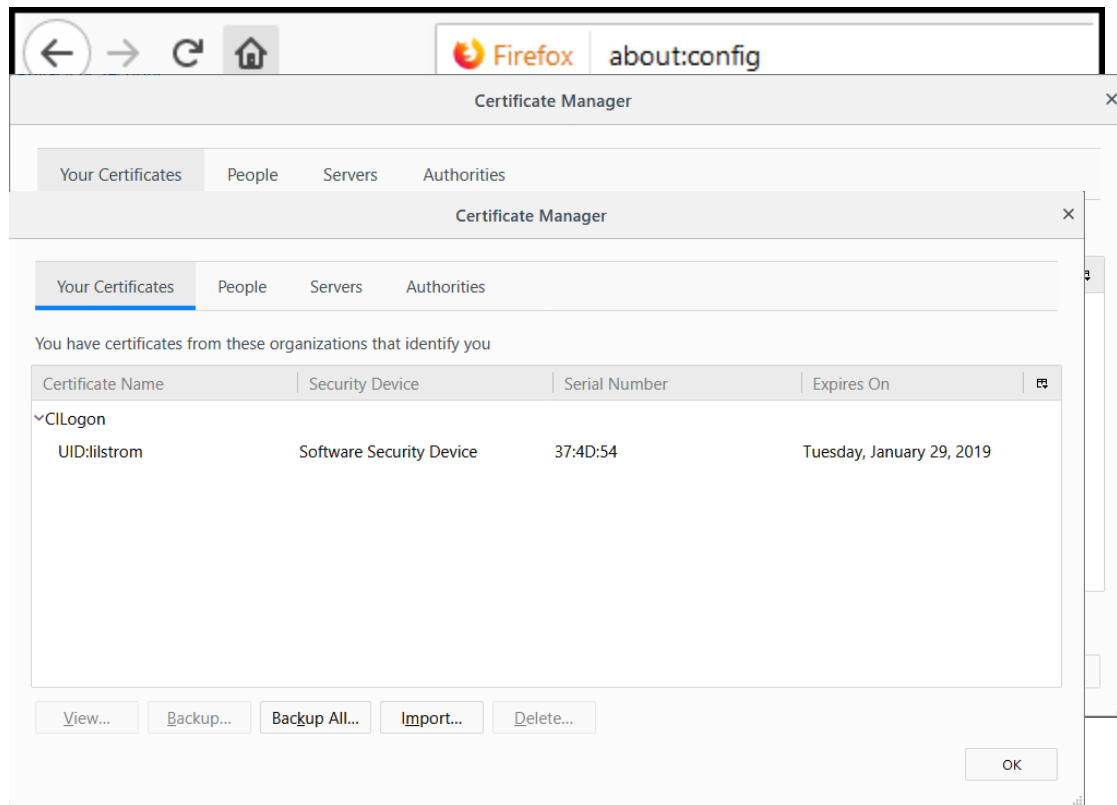 Firefox about:config
Certificate Manager
Your Certificates People Servers Authorities
Certificate Manager
Your Certificates People Servers Authorities
You have certificates from these organizations that identify you
Certificate Name Security Device Serial Number Expires On
CILogon
UID:lilstrom Software Security Device 37:4D:54 Tuesday, January 29, 2019
View... Backup... Backup All... Import... Delete...
OK